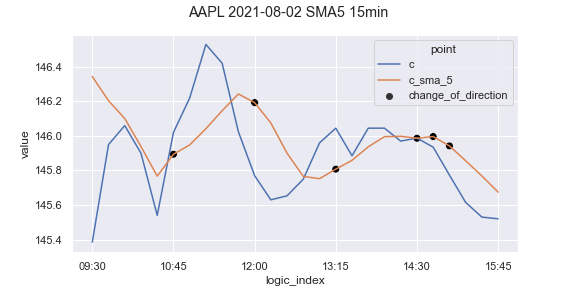 AAPL 2021-08-02 SMA5 15min
point
c
c_sma_5
change_of_direction
value
146.4
146.2
146.0
145.8
145.6
145.4
09:30 10:45 12:00 13:15 14:30 15:45
logic_index